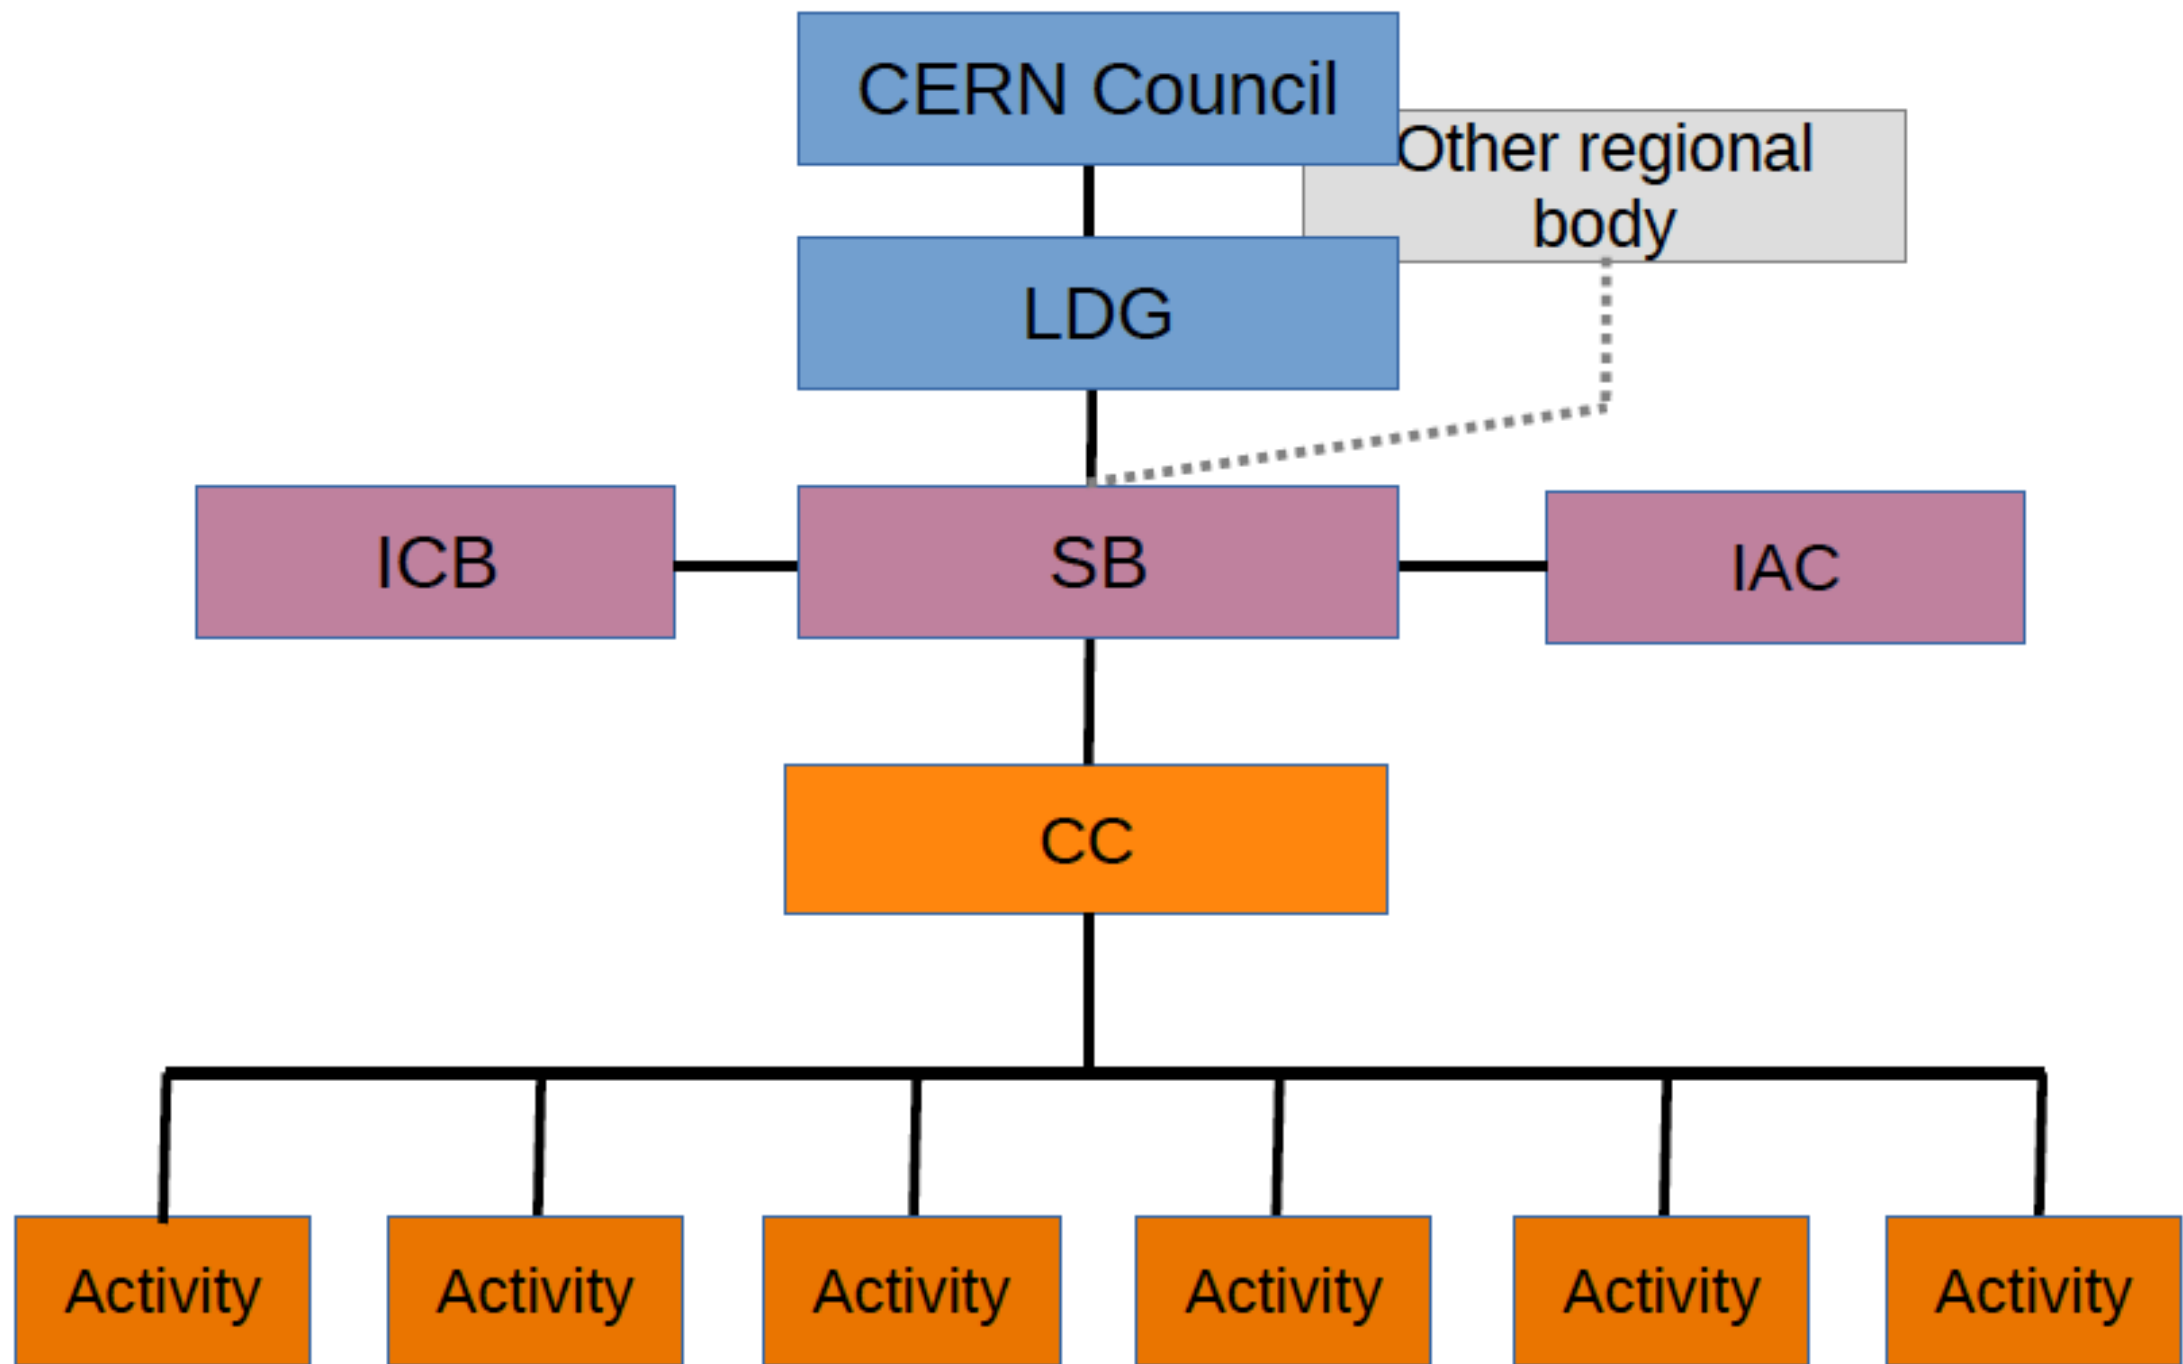 CERN Council
Other regional
body
LDG
ICB
SB
IAC
CC
Activity
Activity
Activity
Activity
Activity
Activity